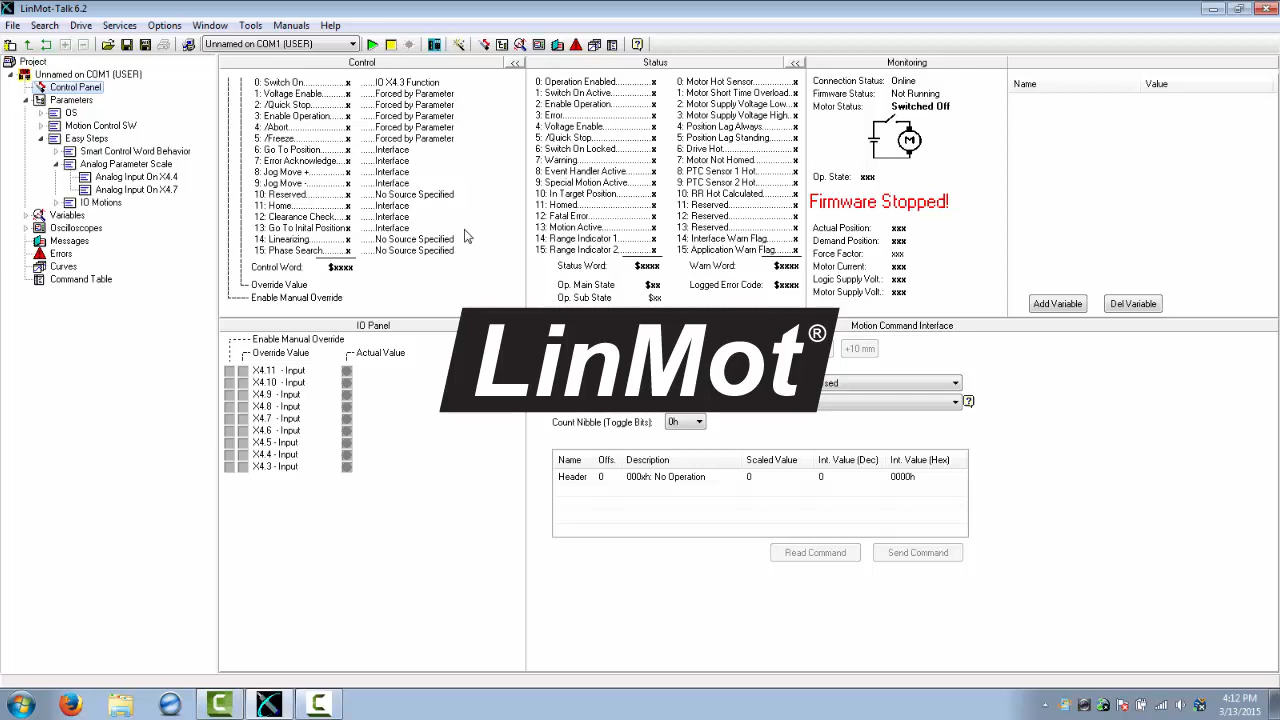 LinMot-Talk 6.2
File Search Drive Services Options Window Tools Manuals Help
Unnamed on COM1 (USER)
Project
Unnamed on COM1 (USER)
Control Panel
Parameters
OS
Motion Control SW
Easy Steps
Smart Control Word Behavior
Analog Parameter Scale
Analog Input On X4.4
Analog Input On X4.7
IO Motions
Variables
Oscilloscopes
Messages
Errors
Curves
Command Table
Control <<
0: Switch On...x ....IO X4.3 Function
1: Voltage Enable...x ....Forced by Parameter
2: /Quick Stop...x ....Forced by Parameter
3: Enable Operation...x ....Forced by Parameter
4: /Abort...x ....Forced by Parameter
5: /Freeze...x ....Forced by Parameter
6: Go To Position...x ....Interface
7: Error Acknowledge...x ....Interface
8: Jog Move +...x ....Interface
9: Jog Move -...x ....Interface
10: Reserved...x ....No Source Specified
11: Home...x ....Interface
12: Clearance Check...x ....Interface
13: Go To Inital Position x ....Interface
14: Linearizing...x ....No Source Specified
15: Phase Search...x ....No Source Specified
Control Word: $xxxx
Override Value
Enable Manual Override
Status <<
0: Operation Enabled...x 0: Motor Hot Sensor...x
1: Switch On Active...x 1: Motor Short Time Overload...x
2: Enable Operation...x 2: Motor Supply Voltage Low...x
3: Error...x 3: Motor Supply Voltage High...x
4: Voltage Enable...x 4: Position Lag Always...x
5: /Quick Stop...x 5: Position Lag Standing...x
6: Switch On Locked...x 6: Drive Hot...x
7: Warning...x 7: Motor Not Homed...x
8: Event Handler Active...x 8: PTC Sensor 1 Hot...x
9: Special Motion Active...x 9: PTC Sensor 2 Hot...x
10: In Target Position...x 10: RR Hot Calculated...x
11: Homed...x 11: Reserved...x
12: Fatal Error...x 12: Reserved...x
13: Motion Active...x 13: Reserved...x
14: Range Indicator 1...x 14: Interface Warn Flag...x
15: Range Indicator 2...x 15: Application Warn Flag...x
Status Word: $xxxx Warn Word: $xxxx
Op. Main State $xx Logged Error Code: $xxxx
Op. Sub State $xx
Monitoring
Connection Status: Online
Firmware Status: Not Running
Motor Status: Switched Off
M
Op. State: xxx
Firmware Stopped!
Actual Position: xxx
Demand Position: xxx
Force Factor: xxx
Motor Current: xxx
Logic Supply Volt.: xxx
Motor Supply Volt.: xxx
Name Value
Add Variable Del Variable
IO Panel
Enable Manual Override
Override Value Actual Value
X4.11 - Input
X4.10 - Input
X4.9 - Input
X4.8 - Input
X4.7 - Input
X4.6 - Input
X4.5 - Input
X4.4 - Input
X4.3 - Input
LinMot®
Motion Command Interface
+10 mm
Count Nibble (Toggle Bits): 0h
Name Offs. Description Scaled Value Int. Value (Dec) Int. Value (Hex)
Header 0 000xh: No Operation 0 0 0000h
Read Command Send Command
4:12 PM
3/13/2015